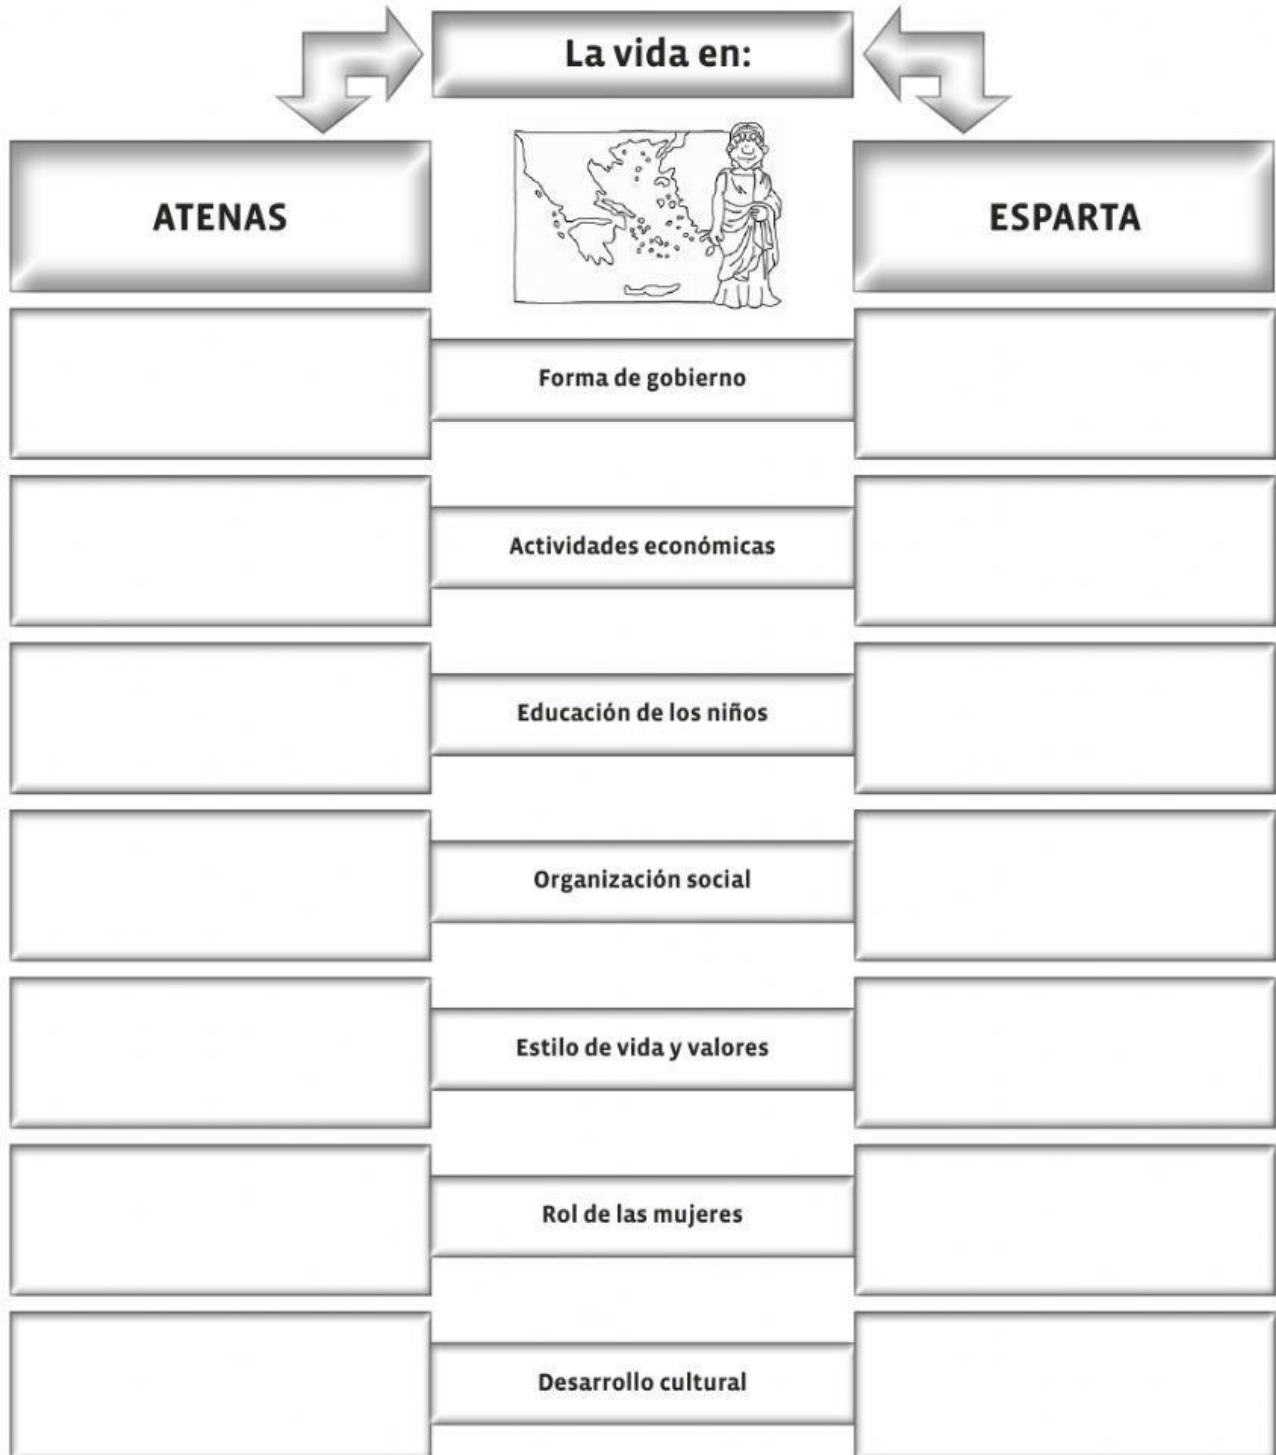 La vida en:
ATENAS
ESPARTA
Forma de gobierno
Actividades económicas
Educación de los niños
Organización social
Estilo de vida y valores
Rol de las mujeres
Desarrollo cultural